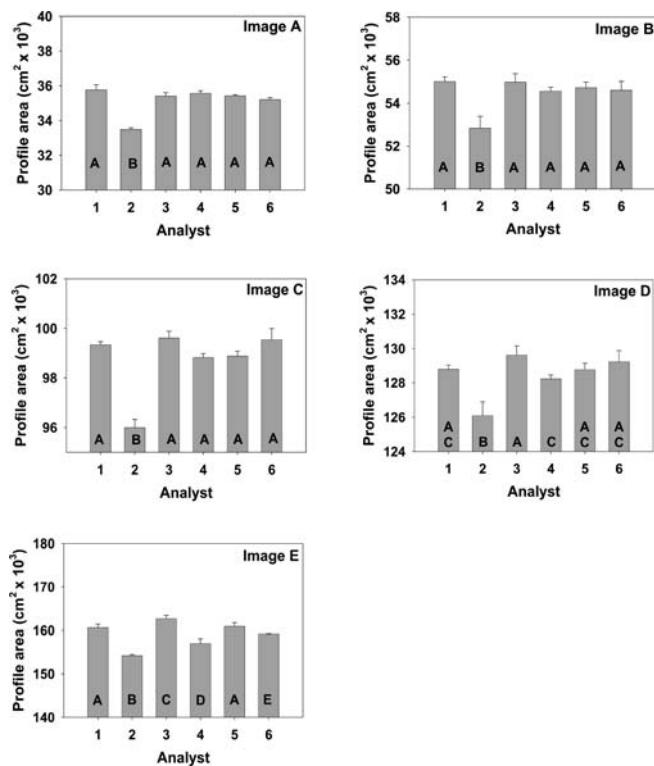 Image A
Profile area (cm² x 10³)
40
38
36
34
32
30
A B A A A A
1 2 3 4 5 6
Analyst
Image B
Profile area (cm² x 10³)
58
56
54
52
50
A B A A A A
1 2 3 4 5 6
Analyst
Image C
Profile area (cm² x 10³)
102
99
96
A B A A A A
1 2 3 4 5 6
Analyst
Image D
Profile area (cm² x 10³)
134
132
130
128
126
124
A A A
C B A C C C
1 2 3 4 5 6
Analyst
Image E
Profile area (cm² x 10³)
180
170
160
150
140
A B C D A E
1 2 3 4 5 6
Analyst